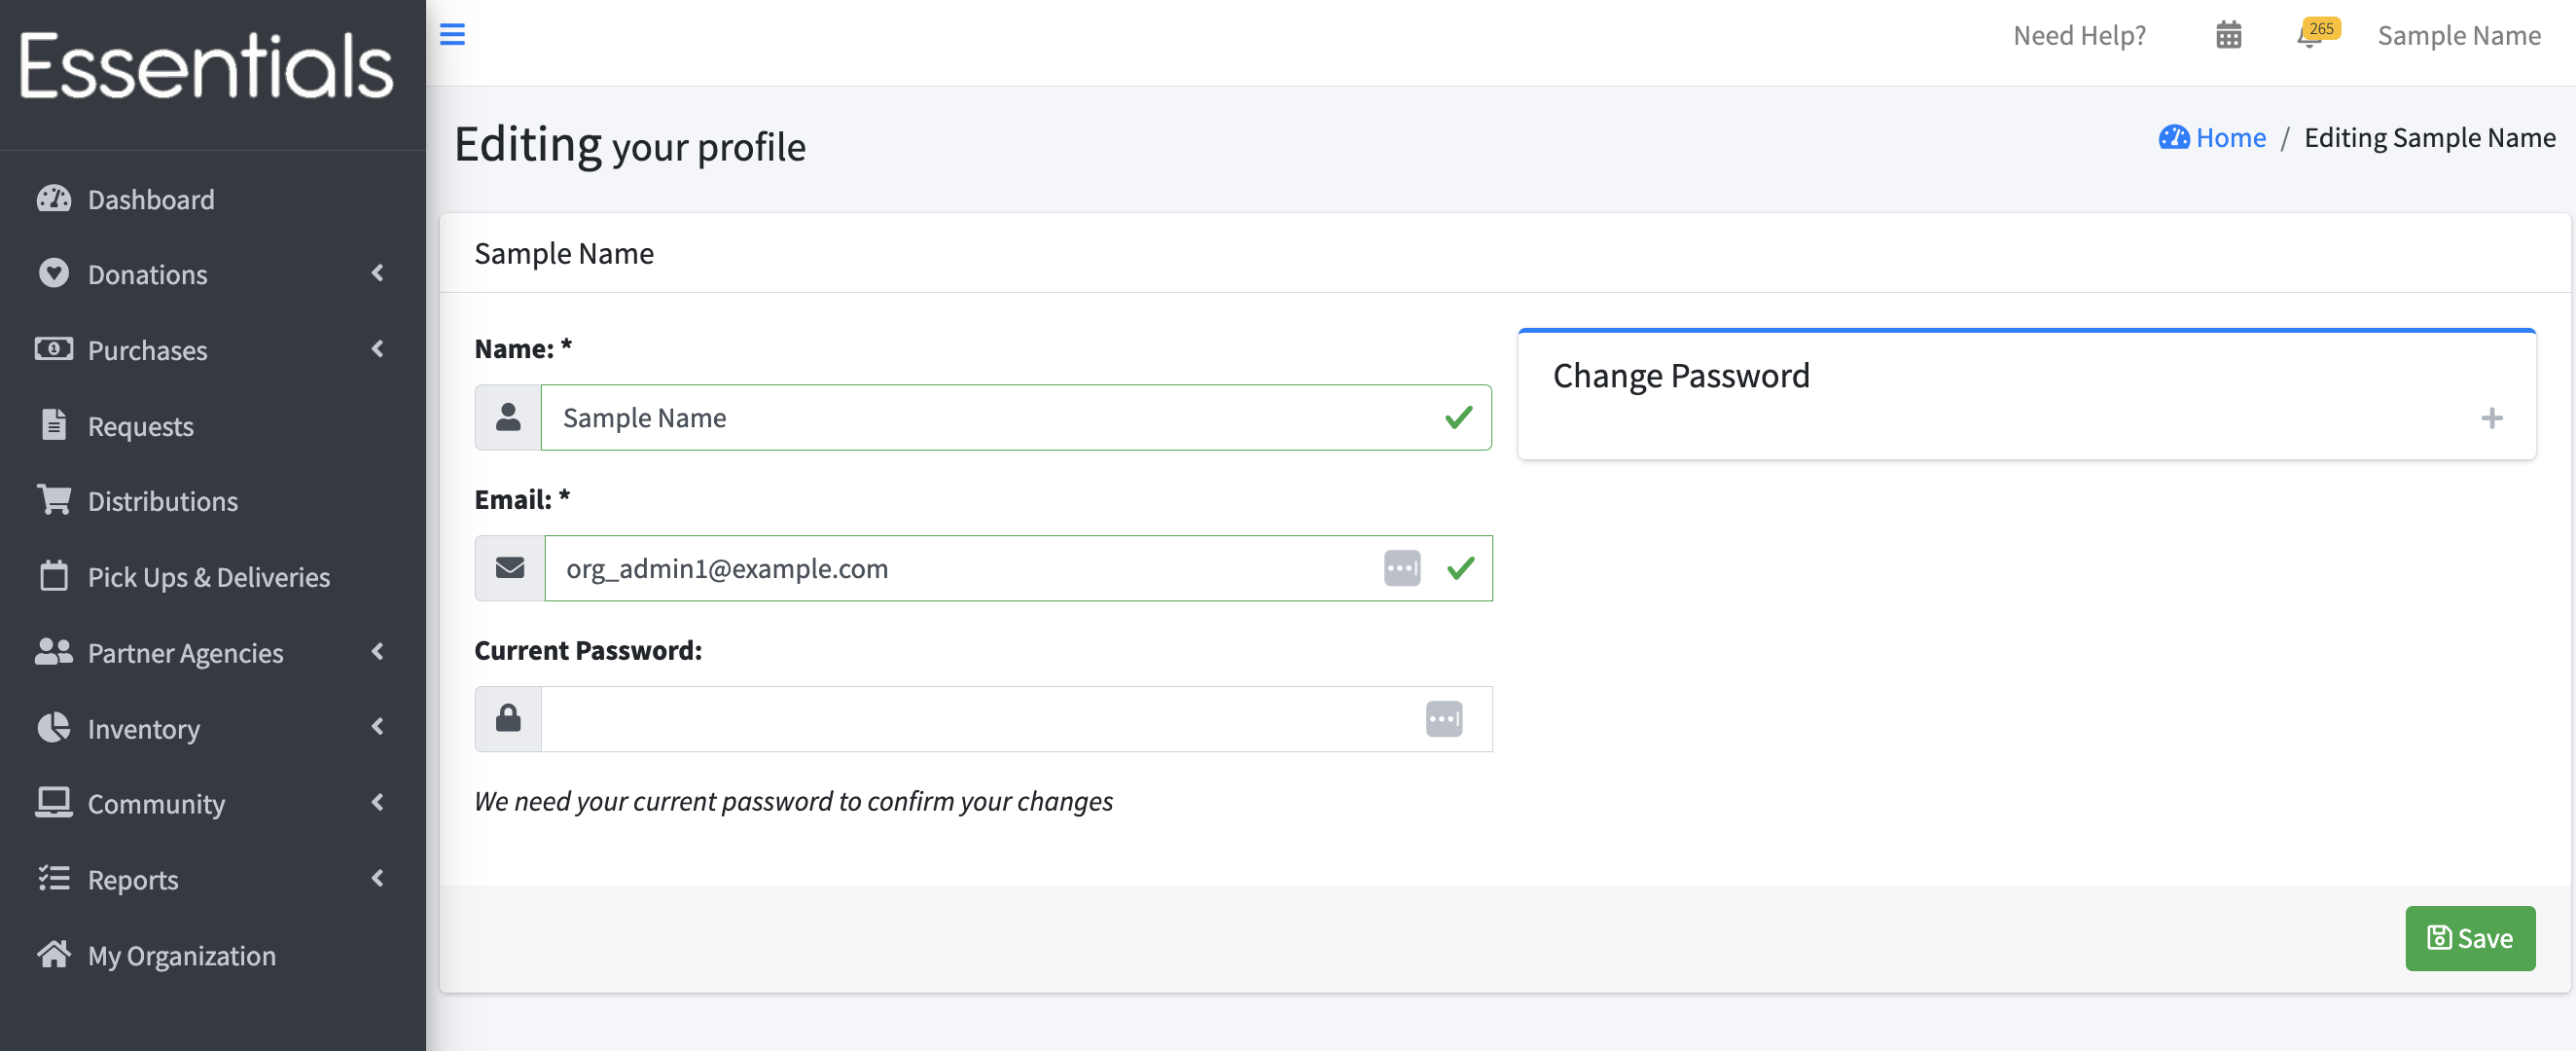 Essentials
Need Help?
265
Sample Name
Editing your profile
Home / Editing Sample Name
Dashboard
Donations
Purchases
Requests
Distributions
Pick Ups & Deliveries
Partner Agencies
Inventory
Community
Reports
My Organization
Sample Name
Name: *
Sample Name
Email: *
org_admin1@example.com
Current Password:
We need your current password to confirm your changes
Change Password
Save